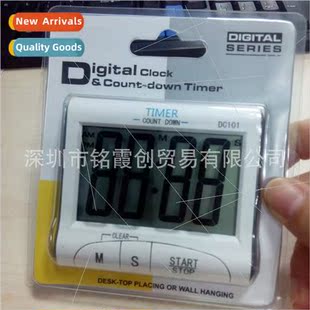 New Arrivals
Quality Goods
DIGITAL
SERIES
Digital Clock
& Count-down Timer
TIMER
COUNT DOWN
DC101
深圳市铭霞创贸易有限公司
CLEAR
M
S
START
STOP
DESK-TOP PLACING OR WALL HANGING